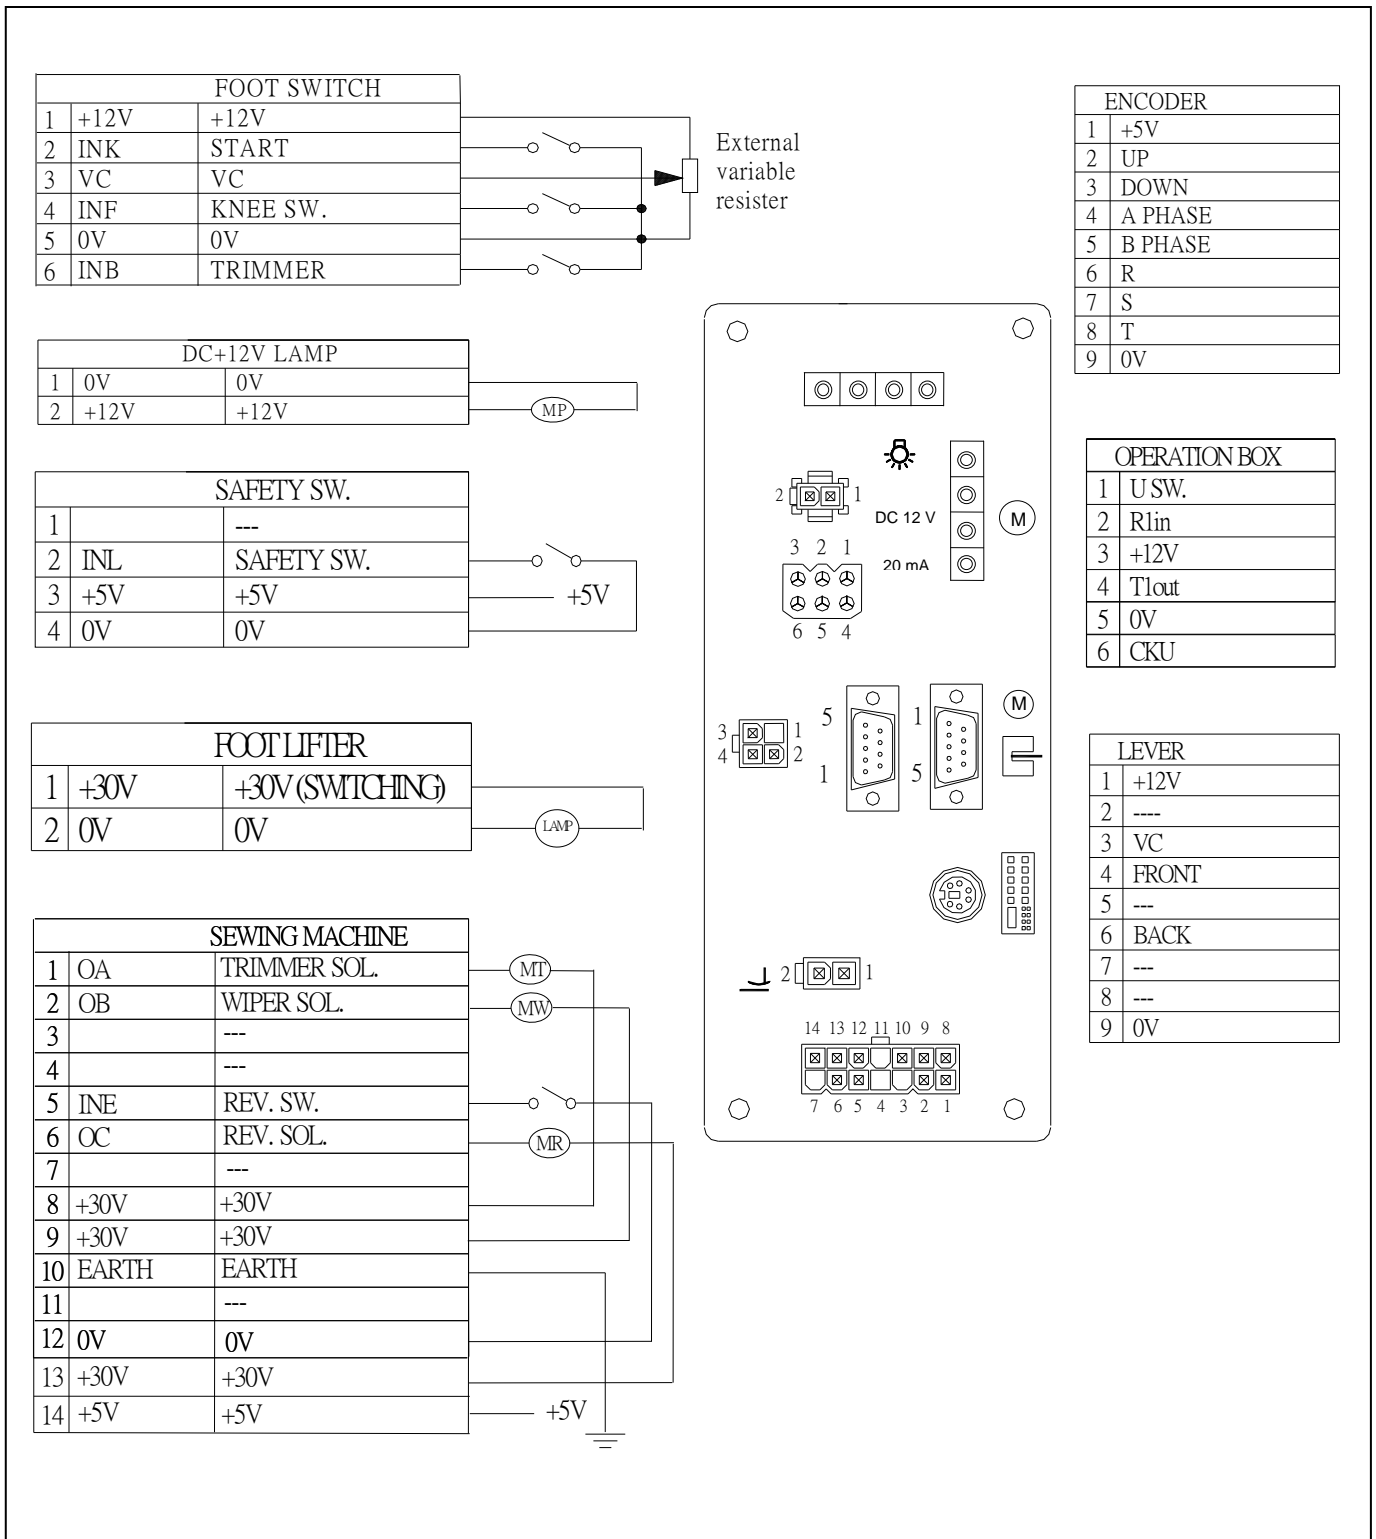 FOOT SWITCH
1 +12V +12V
2 INK START
3 VC VC
4 INF KNEE SW.
5 0V 0V
6 INB TRIMMER
External
variable
resister
DC+12V LAMP
1 0V 0V
2 +12V +12V
MP
SAFETY SW.
1 ---
2 INL SAFETY SW.
3 +5V +5V
+5V
4 0V 0V
FOOT LIFTER
1 +30V +30V (SWITCHING)
2 0V 0V
LAMP
SEWING MACHINE
1 OA TRIMMER SOL.
MT
2 OB WIPER SOL.
MW
3 ---
4 ---
5 INE REV. SW.
6 OC REV. SOL.
MR
7 ---
8 +30V +30V
9 +30V +30V
10 EARTH EARTH
11 ---
12 0V 0V
13 +30V +30V
14 +5V +5V
+5V
2 1
DC 12 V
M
3 2 1
20 mA
6 5 4
M
5 1
3 1
4 2
1 5
2 1
14 13 12 11 10 9 8
7 6 5 4 3 2 1
ENCODER
1 +5V
2 UP
3 DOWN
4 A PHASE
5 B PHASE
6 R
7 S
8 T
9 0V
OPERATION BOX
1 U SW.
2 R1in
3 +12V
4 T1out
5 0V
6 CKU
LEVER
1 +12V
2 ----
3 VC
4 FRONT
5 ---
6 BACK
7 ---
8 ---
9 0V